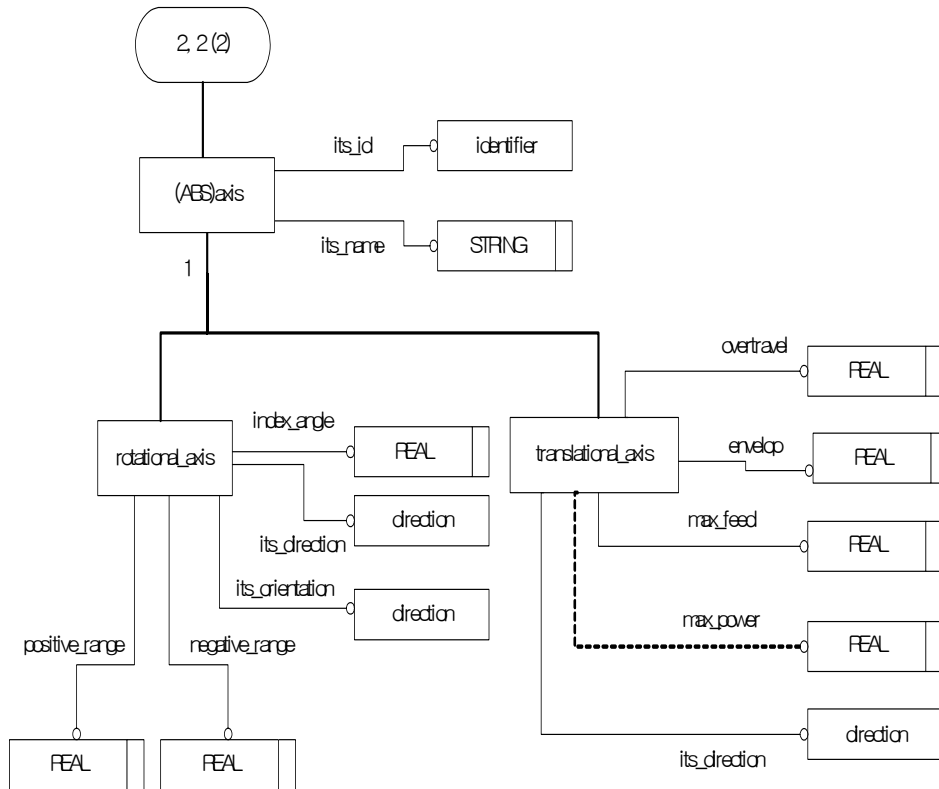 2, 2 (2)
its_id
identifier
(ABS)axis
its_name
STRING
1
overtravel
REAL
index_angle
REAL
rotational_axis
translational_axis
envelop
REAL
its_direction
direction
max_feed
REAL
its_orientation
direction
max_power
REAL
positive_range
negative_range
REAL
REAL
its_direction
direction